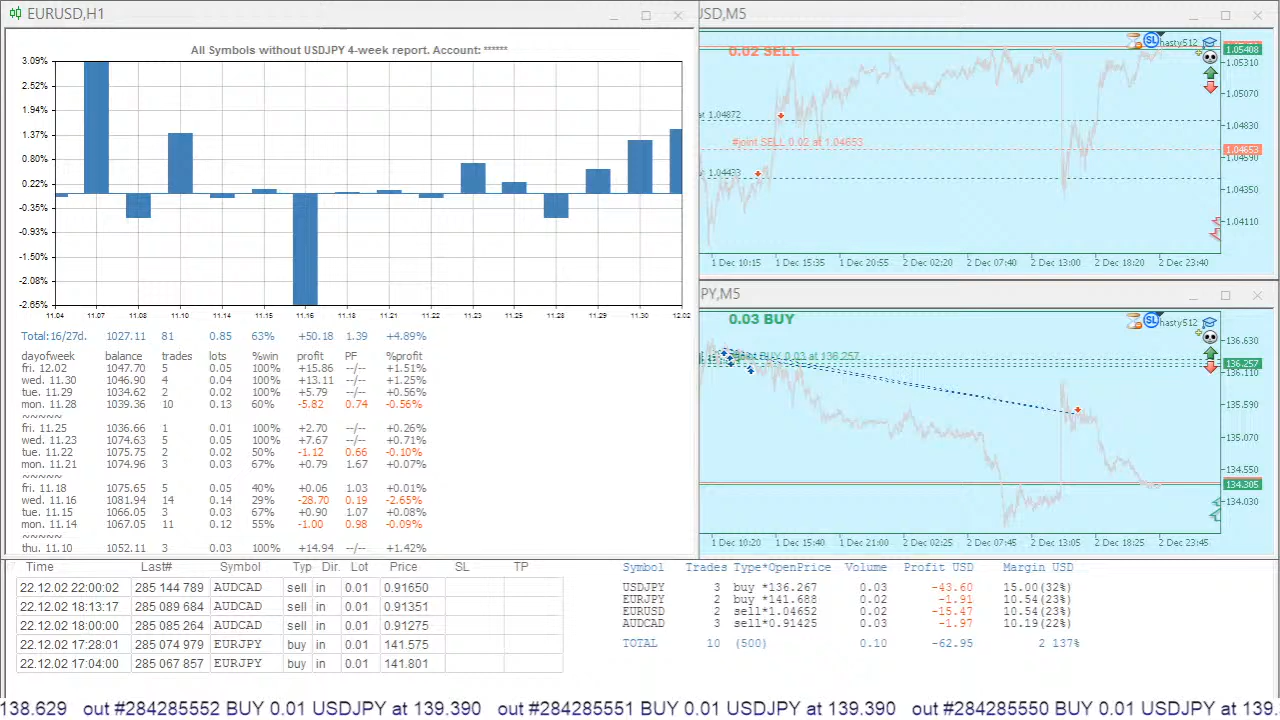 EURUSD,H1
All Symbols without USDJPY 4-week report. Account: ******
3.09%
2.52%
1.94%
1.37%
0.80%
0.22%
-0.35%
-0.93%
-1.50%
-2.08%
-2.65%
11.04 11.07 11.08 11.10 11.14 11.15 11.16 11.18 11.21 11.22 11.23 11.25 11.28 11.29 11.30 12.02
Total:16/27d. 1027.11 81 0.85 63% +50.18 1.39 +4.89%
dayofweek balance trades lots %win profit PF %profit
fri. 12.02 1047.70 5 0.05 100% +15.86 --/-- +1.51%
wed. 11.30 1046.90 4 0.04 100% +13.11 --/-- +1.25%
tue. 11.29 1034.62 2 0.02 100% +5.79 --/-- +0.56%
mon. 11.28 1039.36 10 0.13 60% -5.82 0.74 -0.56%
~~~~~
fri. 11.25 1036.66 1 0.01 100% +2.70 --/-- +0.26%
wed. 11.23 1074.63 5 0.05 100% +7.67 --/-- +0.71%
tue. 11.22 1075.75 2 0.02 50% -1.12 0.66 -0.10%
mon. 11.21 1074.96 3 0.03 67% +0.79 1.67 +0.07%
~~~~~
fri. 11.18 1075.65 5 0.05 40% +0.06 1.03 +0.01%
wed. 11.16 1081.94 14 0.14 29% -28.70 0.19 -2.65%
tue. 11.15 1066.05 3 0.03 67% +0.90 1.07 +0.08%
mon. 11.14 1067.05 11 0.12 55% -1.00 0.98 -0.09%
~~~~~
thu. 11.10 1052.11 3 0.03 100% +14.94 --/-- +1.42%
USD,M5
0.02 SELL
SL hasty512
1.04872
#joint SELL 0.02 at 1.04653
1.04433
1.05408
1.05310
1.05070
1.04830
1.04653
1.04590
1.04350
1.04110
1 Dec 10:15 1 Dec 15:35 1 Dec 20:55 2 Dec 02:20 2 Dec 07:40 2 Dec 13:00 2 Dec 18:20 2 Dec 23:40
PY,M5
0.03 BUY
SL hasty512
BUY 0.03 at 136.257
136.630
136.257
136.110
135.590
135.070
134.550
134.305
134.030
1 Dec 10:20 1 Dec 15:40 1 Dec 21:00 2 Dec 02:25 2 Dec 07:45 2 Dec 13:05 2 Dec 18:25 2 Dec 23:45
Time Last# Symbol Typ Dir. Lot Price SL TP
22.12.02 22:00:02 285 144 789 AUDCAD sell in 0.01 0.91650
22.12.02 18:13:17 285 089 684 AUDCAD sell in 0.01 0.91351
22.12.02 18:00:00 285 085 264 AUDCAD sell in 0.01 0.91275
22.12.02 17:28:01 285 074 979 EURJPY buy in 0.01 141.575
22.12.02 17:04:00 285 067 857 EURJPY buy in 0.01 141.801
Symbol Trades Type*OpenPrice Volume Profit USD Margin USD
USDJPY 3 buy *136.267 0.03 -43.60 15.00(32%)
EURJPY 2 buy *141.688 0.02 -1.91 10.54(23%)
EURUSD 2 sell*1.04652 0.02 -15.47 10.54(23%)
AUDCAD 3 sell*0.91425 0.03 -1.97 10.19(22%)
TOTAL 10 (500) 0.10 -62.95 2 137%
138.629 out #284285552 BUY 0.01 USDJPY at 139.390 out #284285551 BUY 0.01 USDJPY at 139.390 out #284285550 BUY 0.01 USDJPY at 139.